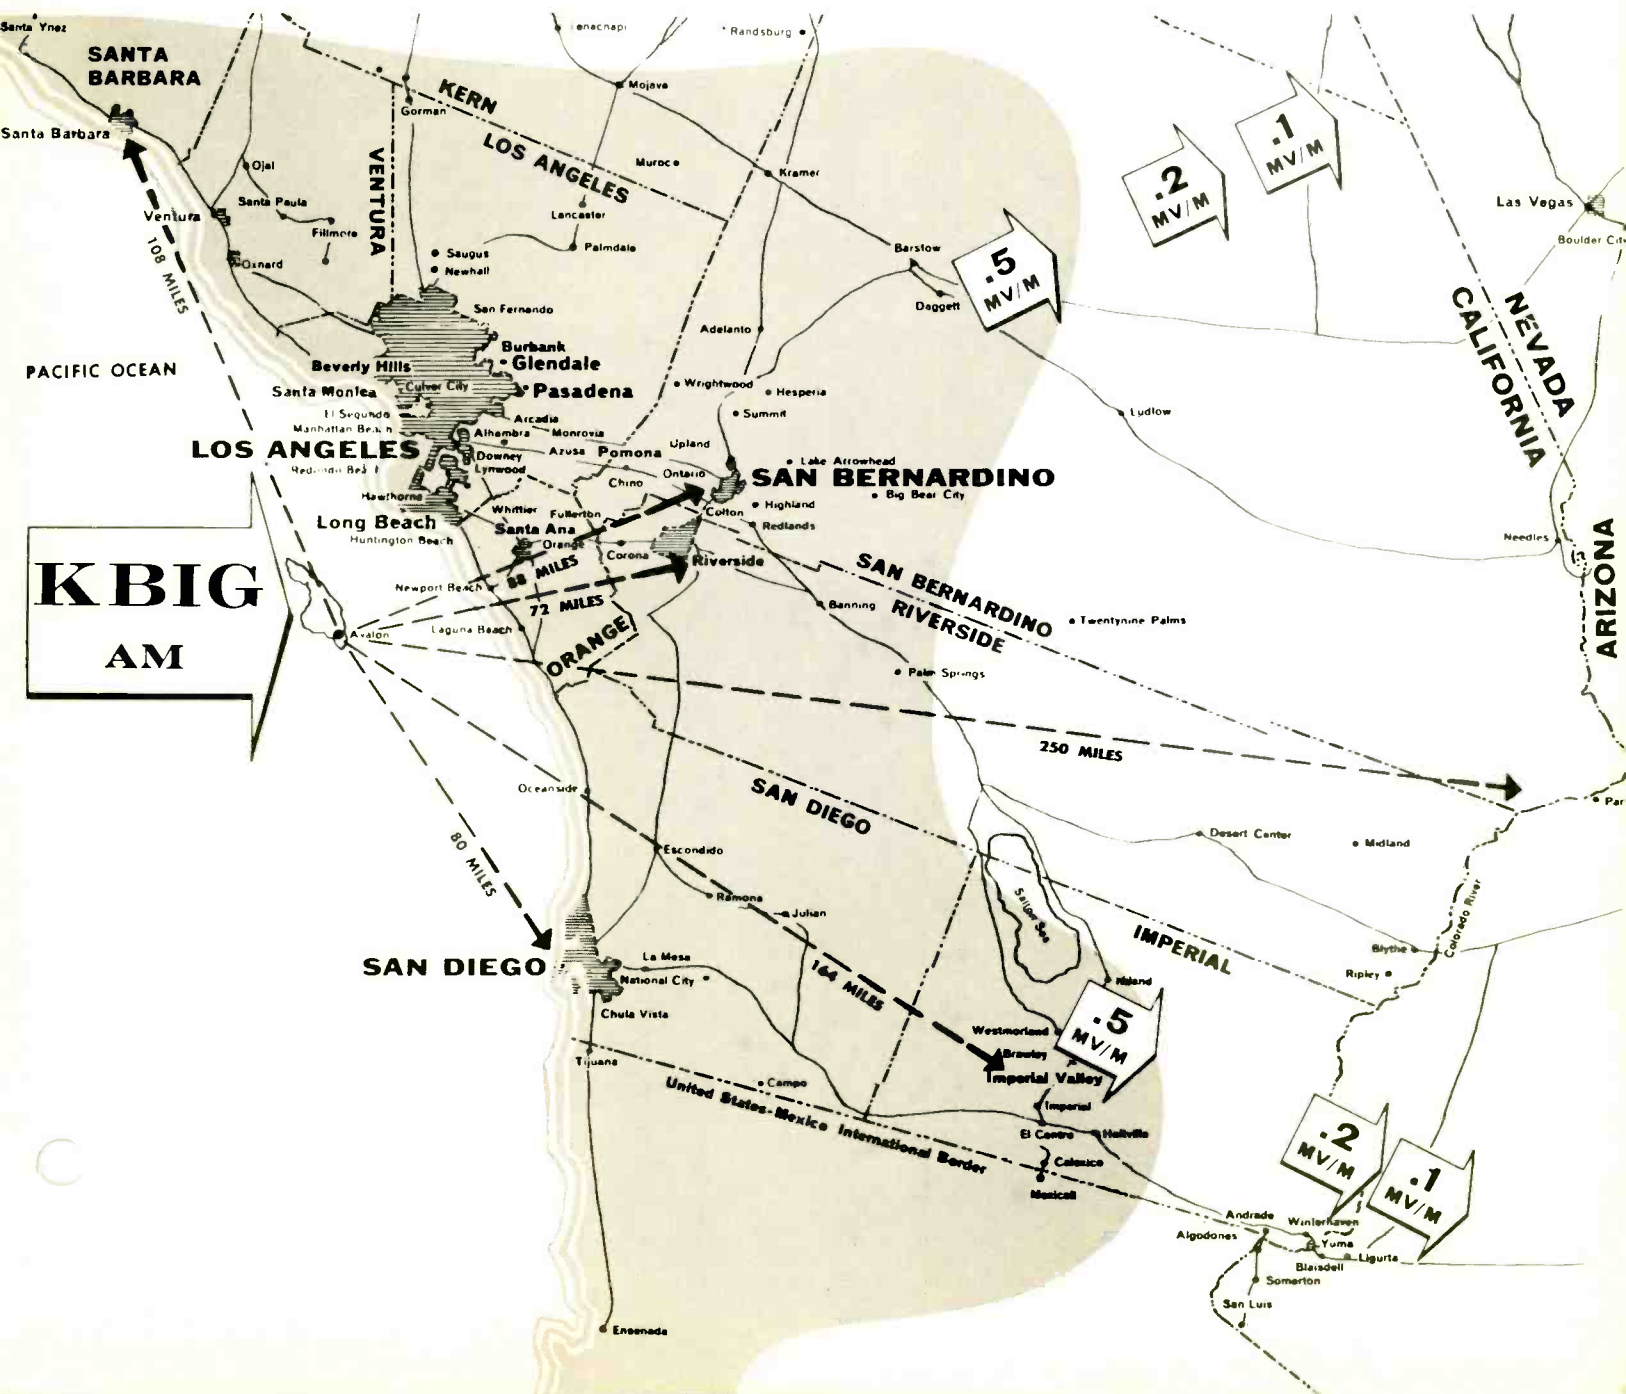 Santa Ynez
SANTA
BARBARA
Santa Barbara
Tenachapi
Randsburg
Mojave
KERN
LOS ANGELES
Gorman
VENTURA
Ojai
Santa Paula
Fillmore
Ventura
Oxnard
108 MILES
Muroc
Kramer
Lancaster
Palmdale
Saugus
Newhall
Barstow
Daggett
.5
MV/M
.2
MV/M
.1
MV/M
Las Vegas
Boulder City
NEVADA
CALIFORNIA
ARIZONA
PACIFIC OCEAN
San Fernando
Burbank
Glendale
Beverly Hills
Santa Monica
Culver City
Pasadena
El Segundo
Manhattan Beach
Arcadia
Alhambra
Monrovia
LOS ANGELES
Downey
Azusa
Pomona
Upland
Lynwood
Ontario
Chino
Hawthorne
Long Beach
Whittier
Fullerton
Santa Ana
Orange
Huntington Beach
Corona
Newport Beach
Laguna Beach
Adelanto
Wrightwood
Hesperia
Summit
Lake Arrowhead
SAN BERNARDINO
Big Bear City
Highland
Colton
Redlands
Riverside
Ludlow
Needles
KBIG
AM
Avalon
88 MILES
72 MILES
ORANGE
SAN BERNARDINO
RIVERSIDE
Banning
Twentynine Palms
Palm Springs
250 MILES
Oceanside
SAN DIEGO
80 MILES
Escondido
Ramona
Julian
Desert Center
Midland
Salton Sea
IMPERIAL
Blythe
Ripley
Colorado River
SAN DIEGO
La Mesa
National City
Chula Vista
164 MILES
Niland
.5
MV/M
Westmorland
Brawley
Imperial Valley
Tijuana
Campo
Imperial
El Centro
Holtville
Calexico
Mexicali
United States-Mexico International Border
.2
MV/M
.1
MV/M
Andrade
Winterhaven
Algodones
Yuma
Ligurta
Blaisdell
Somerton
San Luis
Ensenada